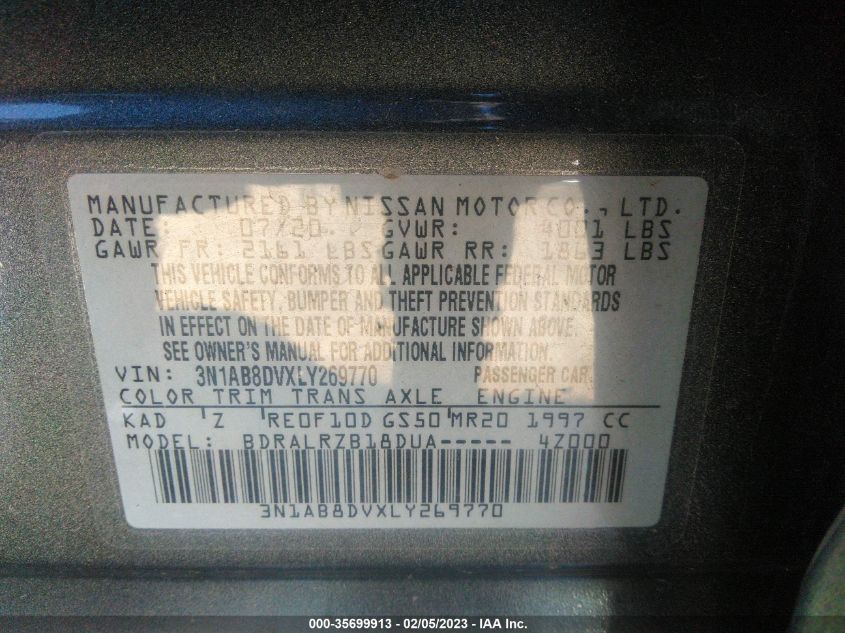 MANUFACTURED BY NISSAN MOTOR CO., LTD.
DATE: 07/20 GVWR: 4001 LBS
GAWR FR: 2161 LBS GAWR RR: 1863 LBS
THIS VEHICLE CONFORMS TO ALL APPLICABLE FEDERAL MOTOR
VEHICLE SAFETY, BUMPER AND THEFT PREVENTION STANDARDS
IN EFFECT ON THE DATE OF MANUFACTURE SHOWN ABOVE.
SEE OWNER'S MANUAL FOR ADDITIONAL INFORMATION.
VIN: 3N1AB8DVXLY269770 PASSENGER CAR
COLOR TRIM TRANS AXLE ENGINE
KAD Z RE0F10D GS50 MR20 1997 CC
MODEL: BDRALRZB18DUA----- 4Z000
3N1AB8DVXLY269770
000-35699913 - 02/05/2023 - IAA Inc.